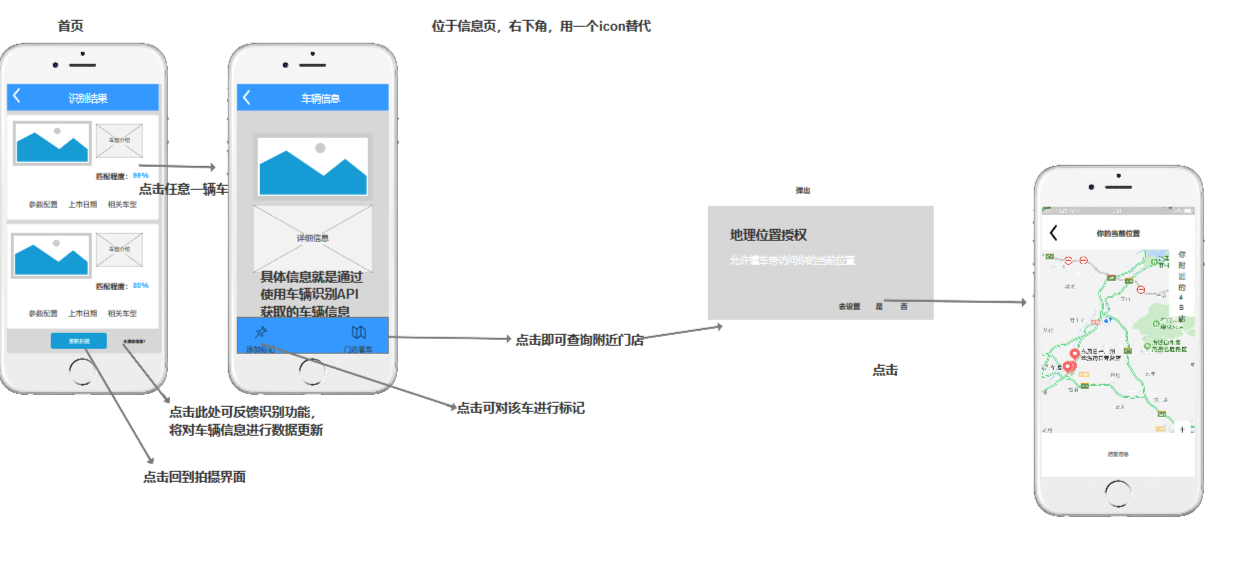 首页
位于信息页，右下角，用一个icon替代
识别结果
车型介绍
匹配程度： 99%
参数配置 上市日期 相关车型
车型介绍
匹配程度： 80%
参数配置 上市日期 相关车型
重新拍摄
点击任意一辆车
车辆信息
详细信息
具体信息就是通过
使用车辆识别API
获取的车辆信息
添加标记
门店看车
点击此处可反馈识别功能，
将对车辆信息进行数据更新
点击回到拍摄界面
点击可对该车进行标记
点击即可查询附近门店
弹出
地理位置授权
允许懂车帝访问你的当前位置
去设置 是 否
点击
你的当前位置
你附近的4S店
店面信息